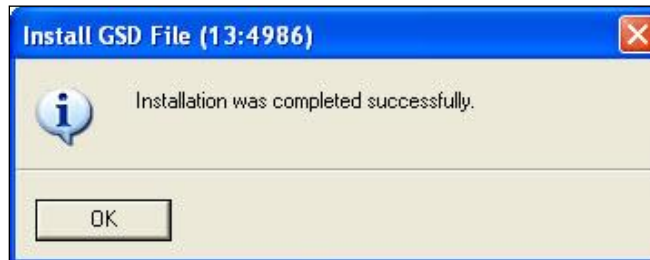 Install GSD File (13:4986)
Installation was completed successfully.
OK